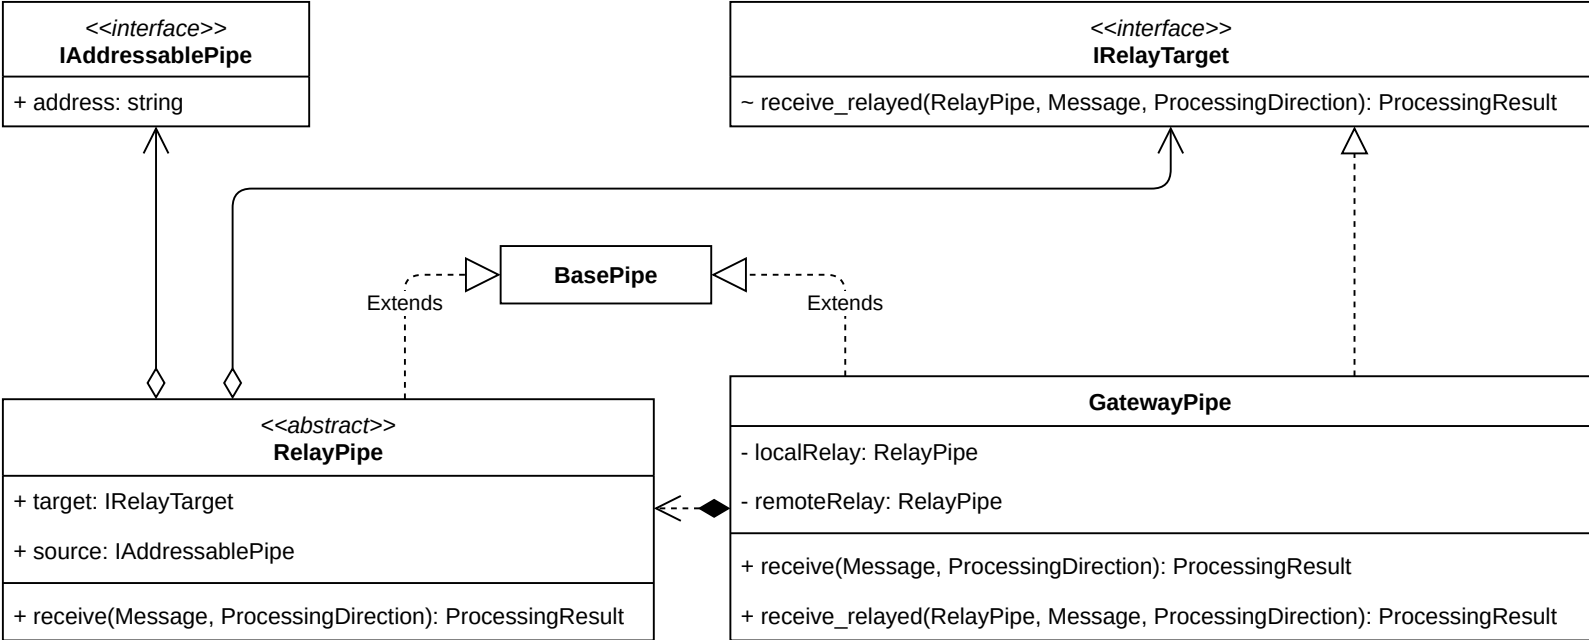 <<interface>>
IAddressablePipe
+ address: string
<<interface>>
IRelayTarget
~ receive_relayed(RelayPipe, Message, ProcessingDirection): ProcessingResult
BasePipe
Extends
Extends
<<abstract>>
RelayPipe
+ target: IRelayTarget
+ source: IAddressablePipe
+ receive(Message, ProcessingDirection): ProcessingResult
GatewayPipe
- localRelay: RelayPipe
- remoteRelay: RelayPipe
+ receive(Message, ProcessingDirection): ProcessingResult
+ receive_relayed(RelayPipe, Message, ProcessingDirection): ProcessingResult